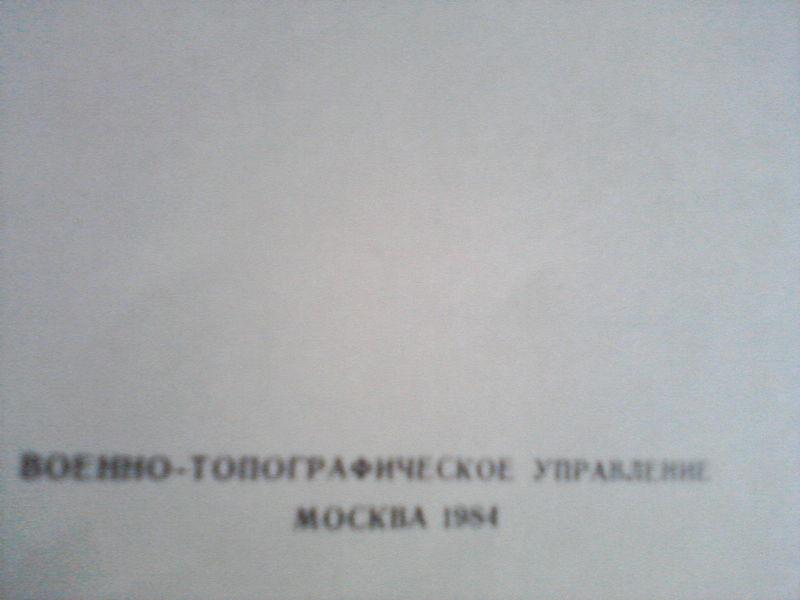 ВОЕННО-ТОПОГРАФИЧЕСКОЕ УПРАВЛЕНИЕ
МОСКВА 1984